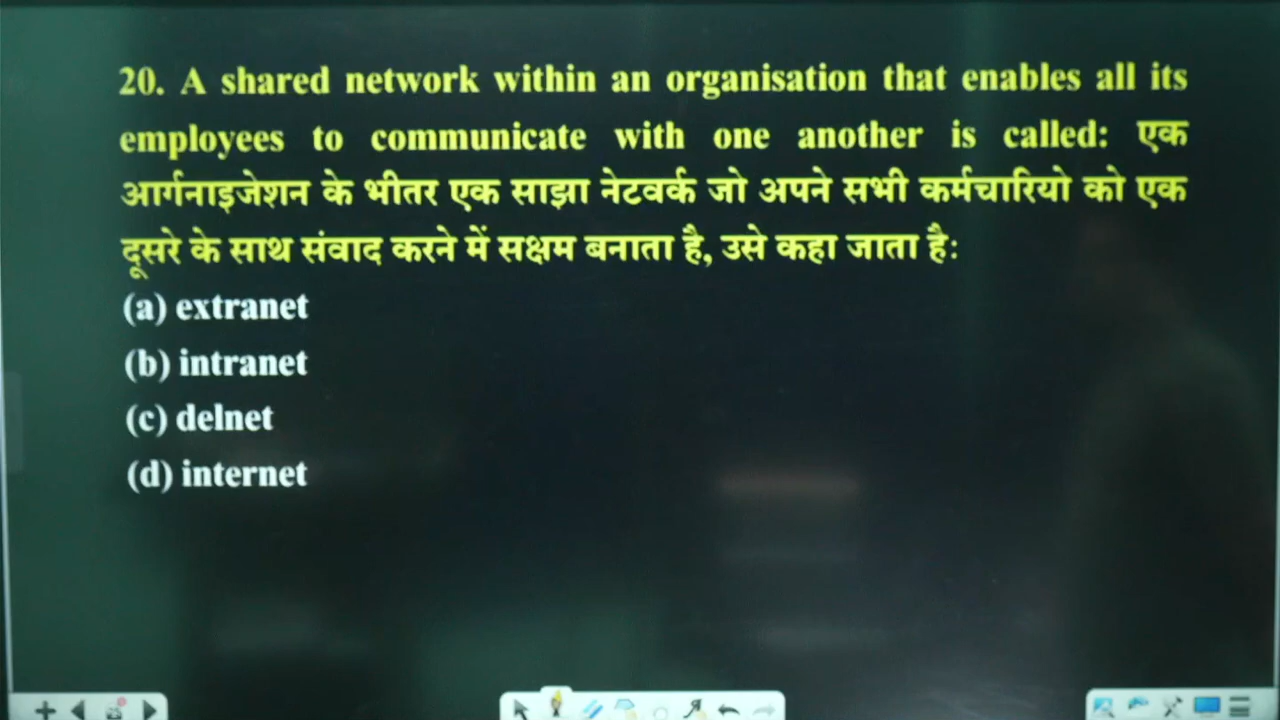 20. A shared network within an organisation that enables all its
employees to communicate with one another is called: एक
आर्गनाइजेशन के भीतर एक साझा नेटवर्क जो अपने सभी कर्मचारियो को एक
दूसरे के साथ संवाद करने में सक्षम बनाता है, उसे कहा जाता है:
(a) extranet
(b) intranet
(c) delnet
(d) internet